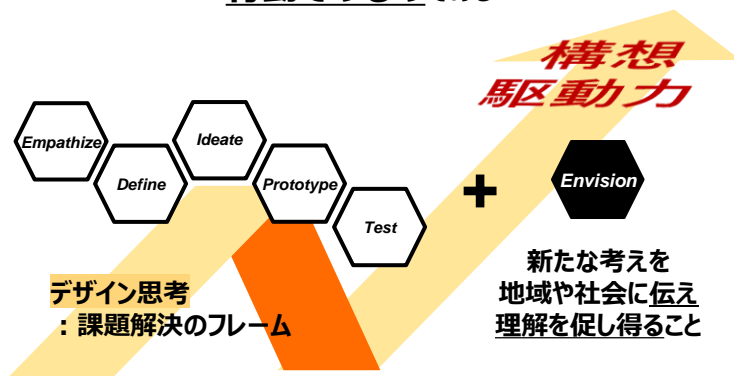 構想
駆動力
Empathize
Define
Ideate
Prototype
Test
+
Envision
デザイン思考
：課題解決のフレーム
新たな考えを
地域や社会に伝え
理解を促し得ること